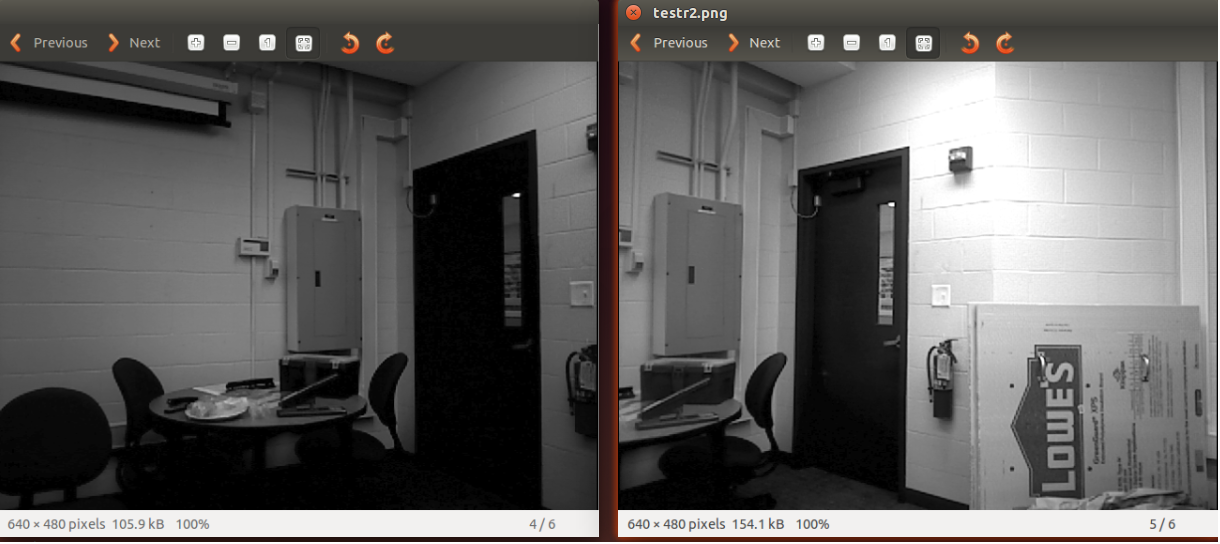 testr2.png
Previous Next
Previous Next
LOWE'S
GreenGuard XPS
640 × 480 pixels 105.9 kB 100% 4 / 6
640 × 480 pixels 154.1 kB 100% 5 / 6